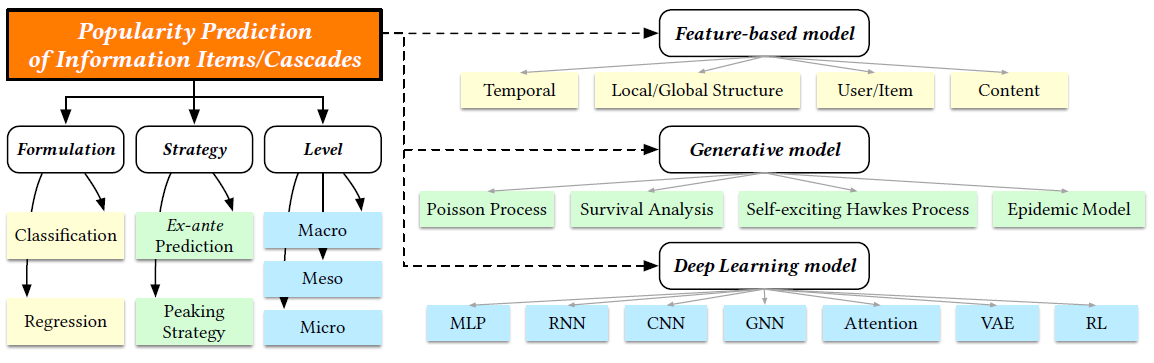 Popularity Prediction
of Information Items/Cascades
Formulation
Strategy
Level
Classification
Regression
Ex-ante
Prediction
Peaking
Strategy
Macro
Meso
Micro
Feature-based model
Temporal
Local/Global Structure
User/Item
Content
Generative model
Poisson Process
Survival Analysis
Self-exciting Hawkes Process
Epidemic Model
Deep Learning model
MLP
RNN
CNN
GNN
Attention
VAE
RL